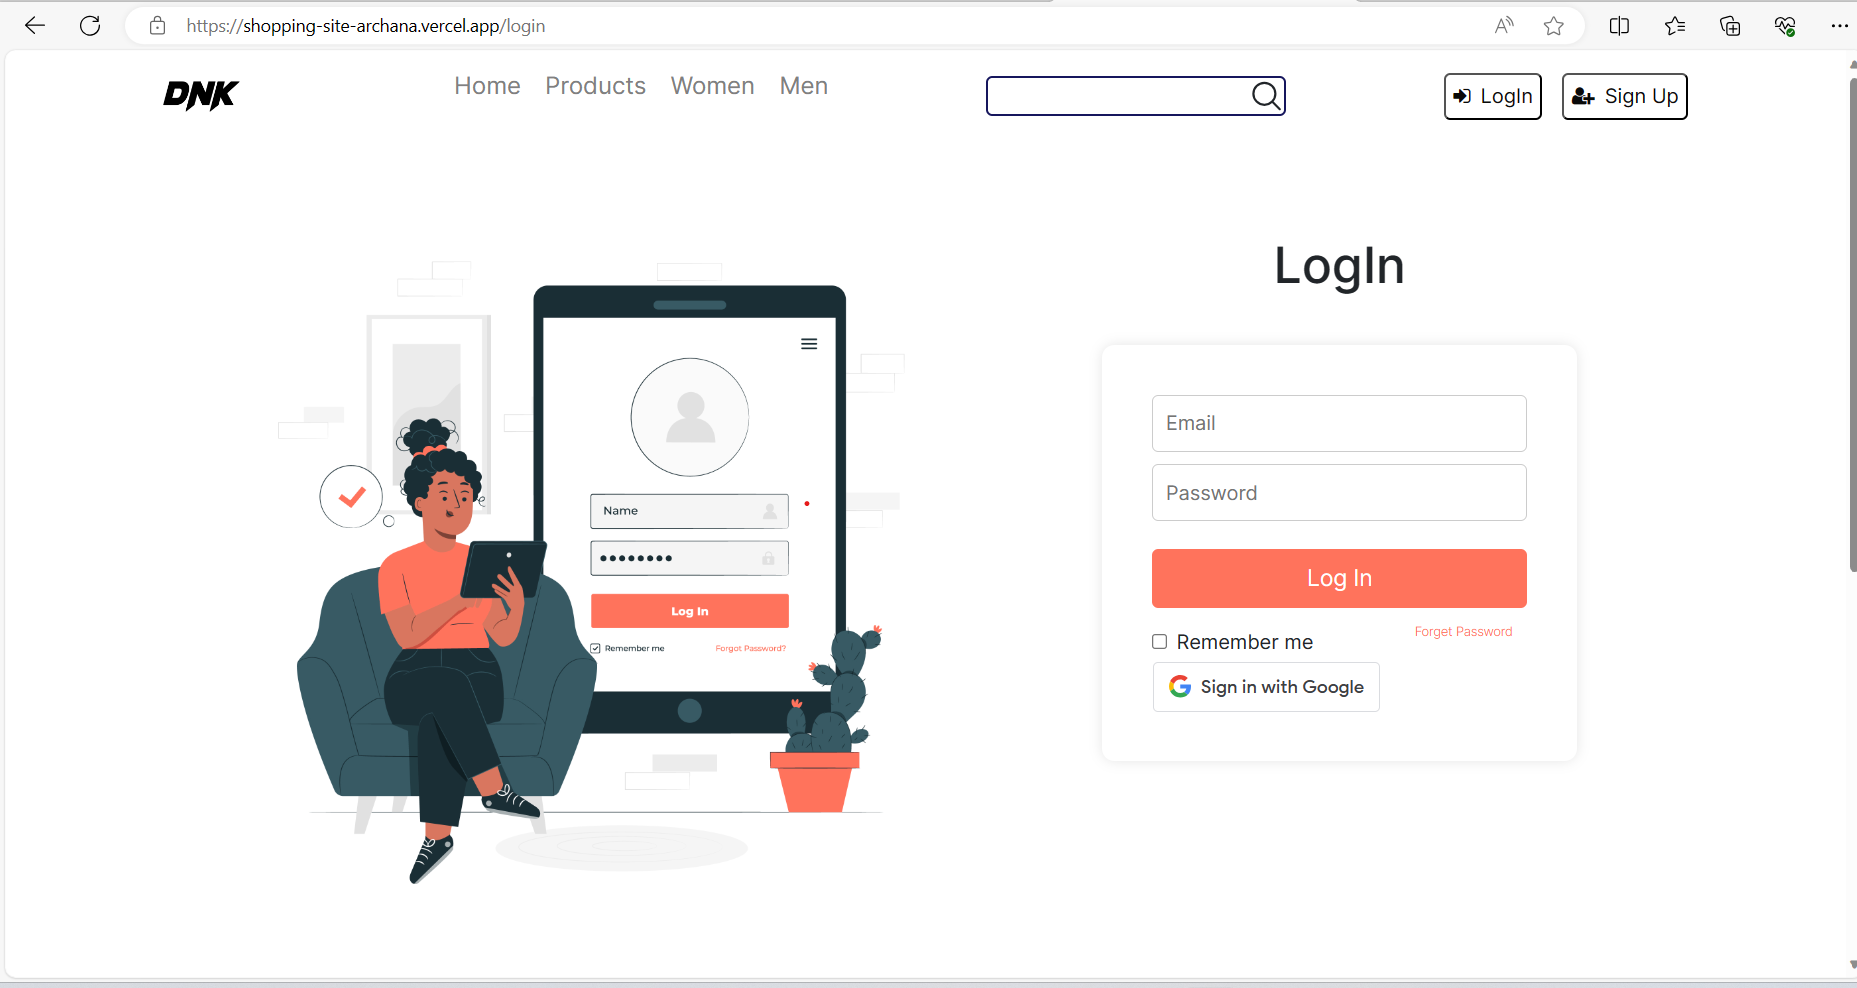 https://shopping-site-archana.vercel.app/login
DNK
Home Products Women Men
LogIn
Sign Up
LogIn
Email
Password
Log In
Remember me
Forget Password
Sign in with Google
Name
Log In
Remember me
Forgot Password?